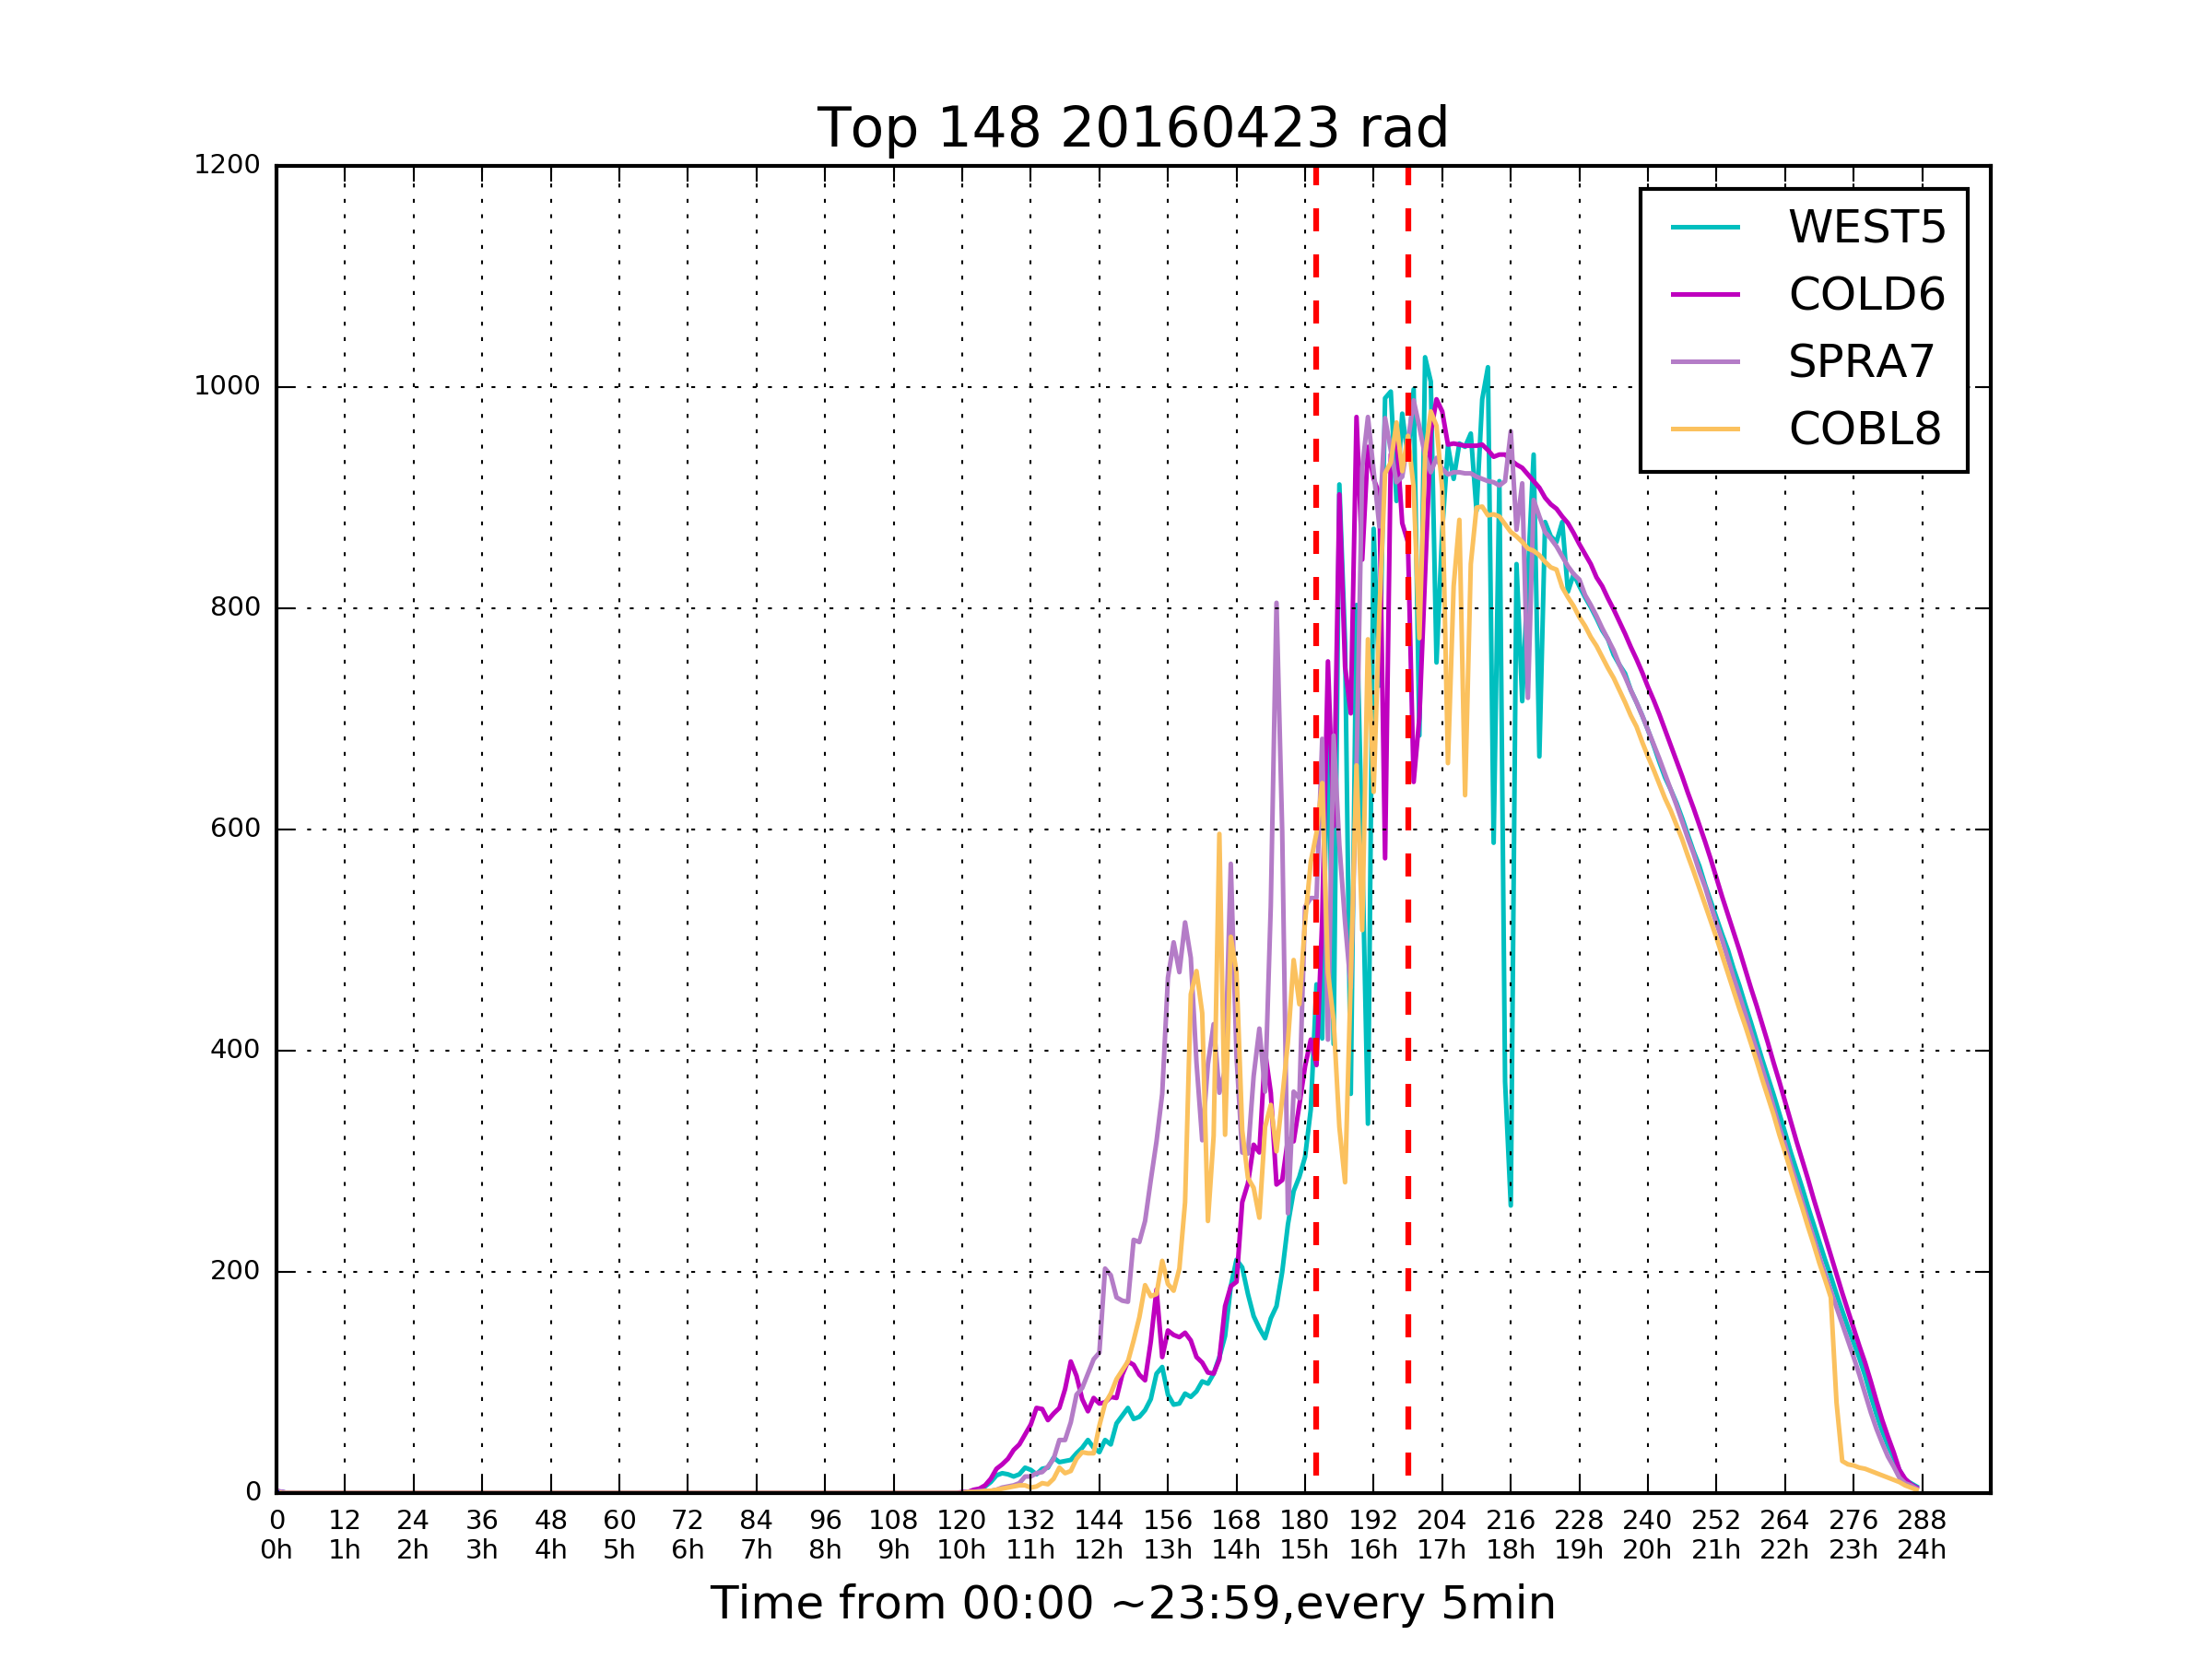 Top 148 20160423 rad
1200
1000
800
600
400
200
0
WEST5
COLD6
SPRA7
COBL8
0 12 24 36 48 60 72 84 96 108 120 132 144 156 168 180 192 204 216 228 240 252 264 276 288
0h 1h 2h 3h 4h 5h 6h 7h 8h 9h 10h 11h 12h 13h 14h 15h 16h 17h 18h 19h 20h 21h 22h 23h 24h
Time from 00:00 ~23:59,every 5min